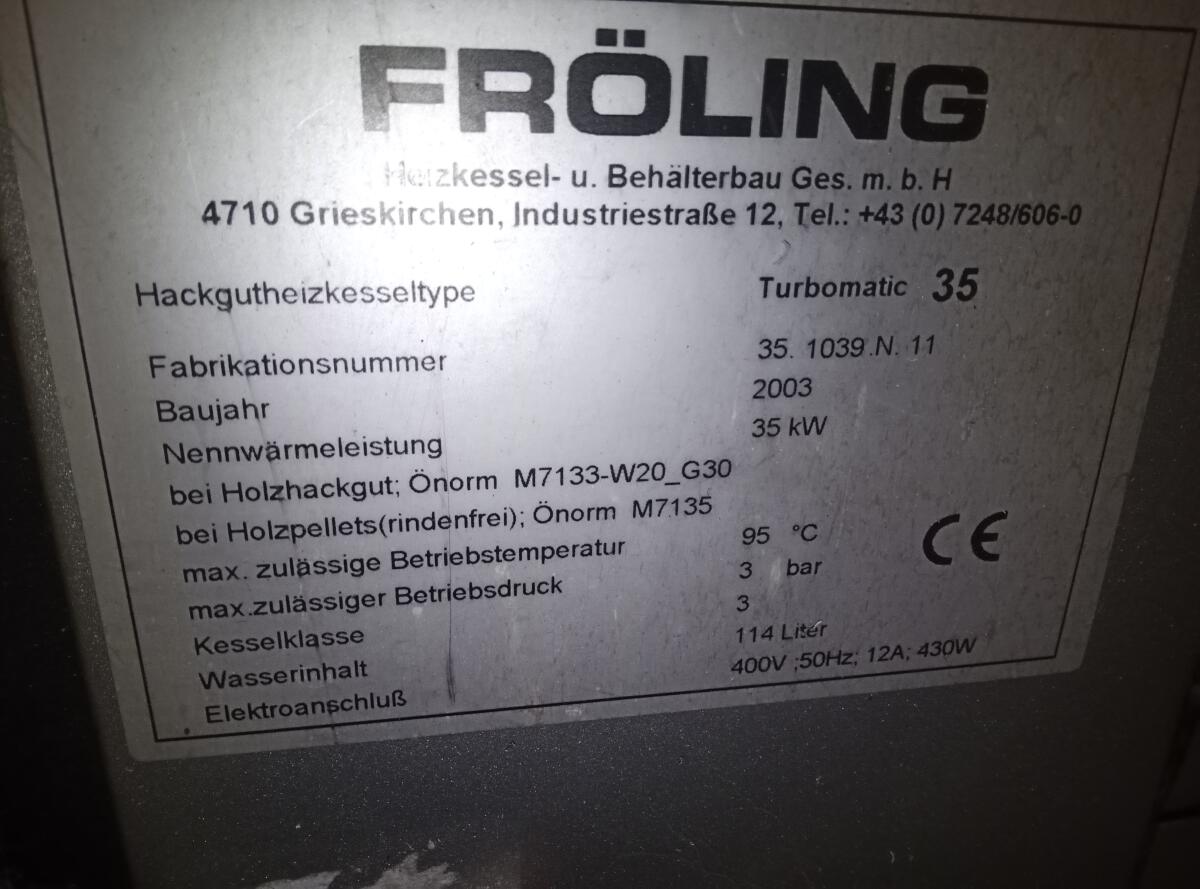 FRÖLING
Heizkessel- u. Behälterbau Ges. m. b. H
4710 Grieskirchen, Industriestraße 12, Tel.: +43 (0) 7248/606-0
Hackgutheizkesseltype Turbomatic 35
Fabrikationsnummer 35. 1039.N. 11
Baujahr 2003
Nennwärmeleistung 35 kW
bei Holzhackgut; Önorm M7133-W20_G30
bei Holzpellets(rindenfrei); Önorm M7135
max. zulässige Betriebstemperatur 95 °C
max.zulässiger Betriebsdruck 3 bar
Kesselklasse 3
Wasserinhalt 114 Liter
Elektroanschluß 400V ;50Hz; 12A; 430W
CE